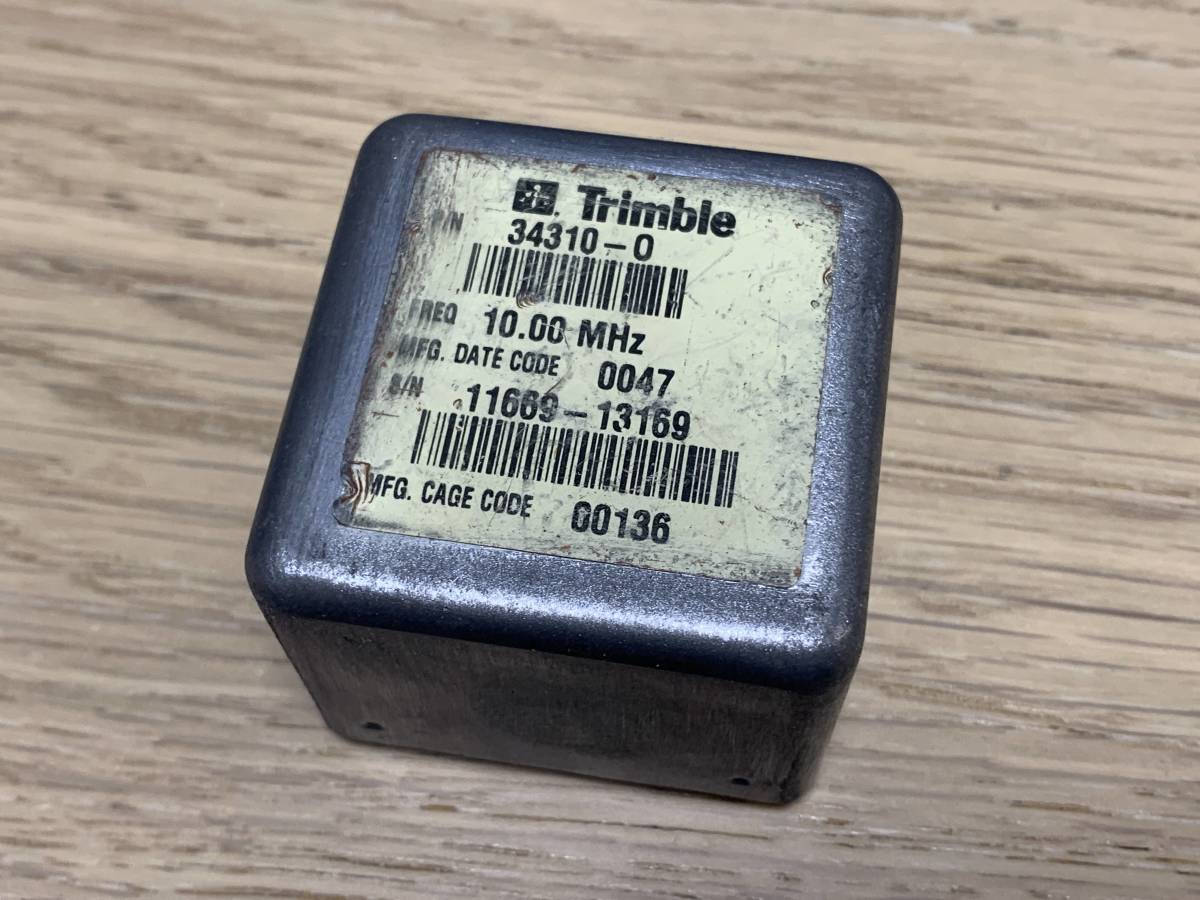 Trimble
P/N 34310-0
FREQ 10.00 MHz
MFG. DATE CODE 0047
S/N 11669-13169
MFG. CAGE CODE 00136